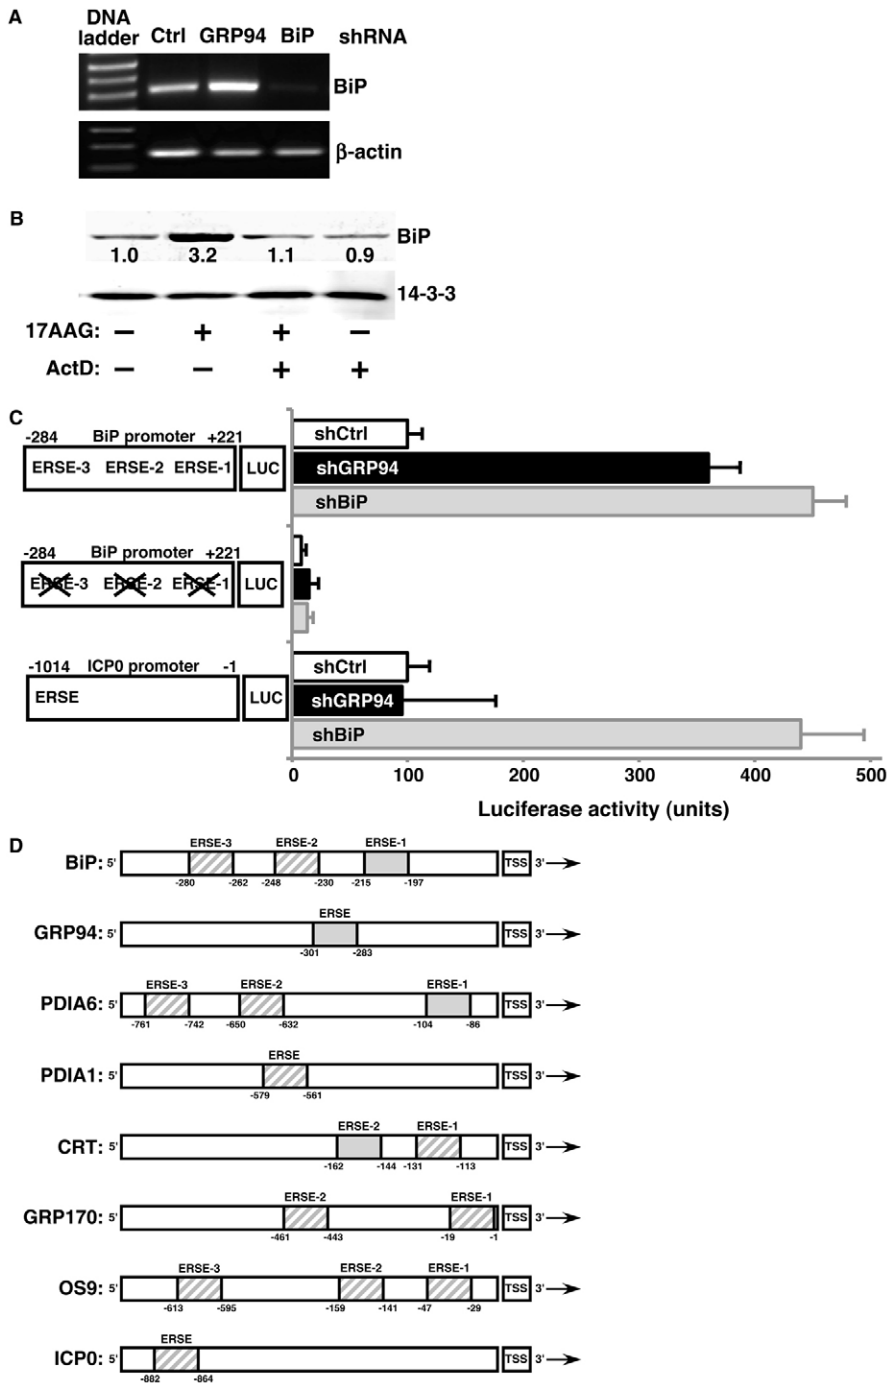 A
DNA ladder Ctrl GRP94 BiP shRNA
BiP
β-actin
B
BiP
1.0 3.2 1.1 0.9
14-3-3
17AAG: − + + −
ActD: − − + +
C
-284 BiP promoter +221
ERSE-3 ERSE-2 ERSE-1 LUC
shCtrl
shGRP94
shBiP
-284 BiP promoter +221
ERSE-3 ERSE-2 ERSE-1 LUC
-1014 ICP0 promoter -1
ERSE LUC
shCtrl
shGRP94
shBiP
0 100 200 300 400 500
Luciferase activity (units)
D
ERSE-3 ERSE-2 ERSE-1
BiP: 5' TSS 3'
-280 -262 -248 -230 -215 -197
ERSE
GRP94: 5' TSS 3'
-301 -283
ERSE-3 ERSE-2 ERSE-1
PDIA6: 5' TSS 3'
-761 -742 -650 -632 -104 -86
ERSE
PDIA1: 5' TSS 3'
-579 -561
ERSE-2 ERSE-1
CRT: 5' TSS 3'
-162 -144 -131 -113
ERSE-2 ERSE-1
GRP170: 5' TSS 3'
-461 -443 -19 -1
ERSE-3 ERSE-2 ERSE-1
OS9: 5' TSS 3'
-613 -595 -159 -141 -47 -29
ERSE
ICP0: 5' TSS 3'
-882 -864